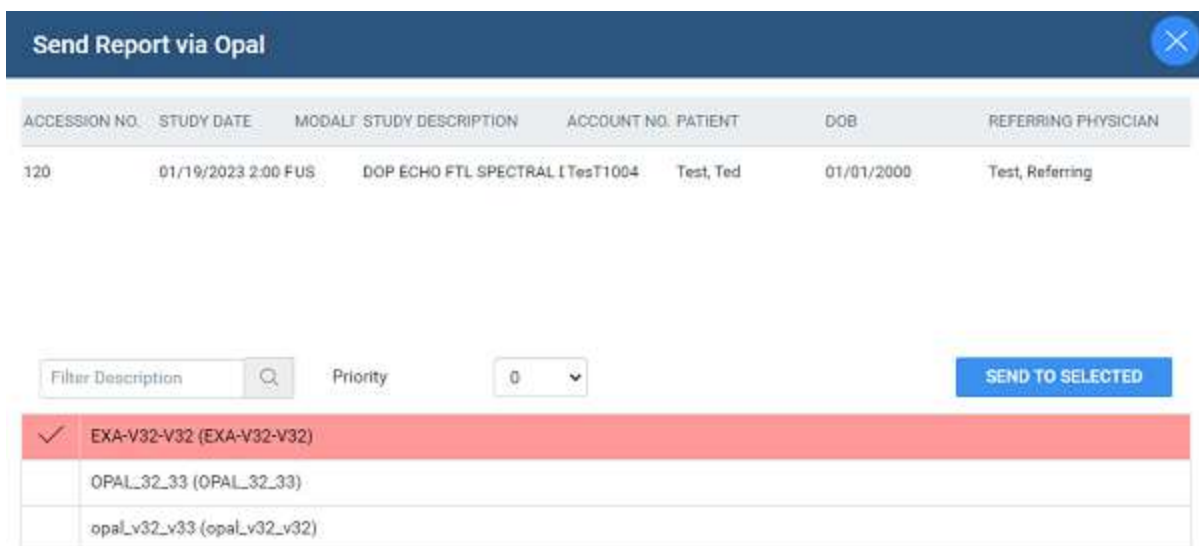 Send Report via Opal
ACCESSION NO. STUDY DATE MODALI STUDY DESCRIPTION ACCOUNT NO. PATIENT DOB REFERRING PHYSICIAN
120 01/19/2023 2:00 F US DOP ECHO FTL SPECTRAL D TesT1004 Test, Ted 01/01/2000 Test, Referring
Filter Description Priority 0 SEND TO SELECTED
EXA-V32-V32 (EXA-V32-V32)
OPAL_32_33 (OPAL_32_33)
opal_v32_v33 (opal_v32_v32)